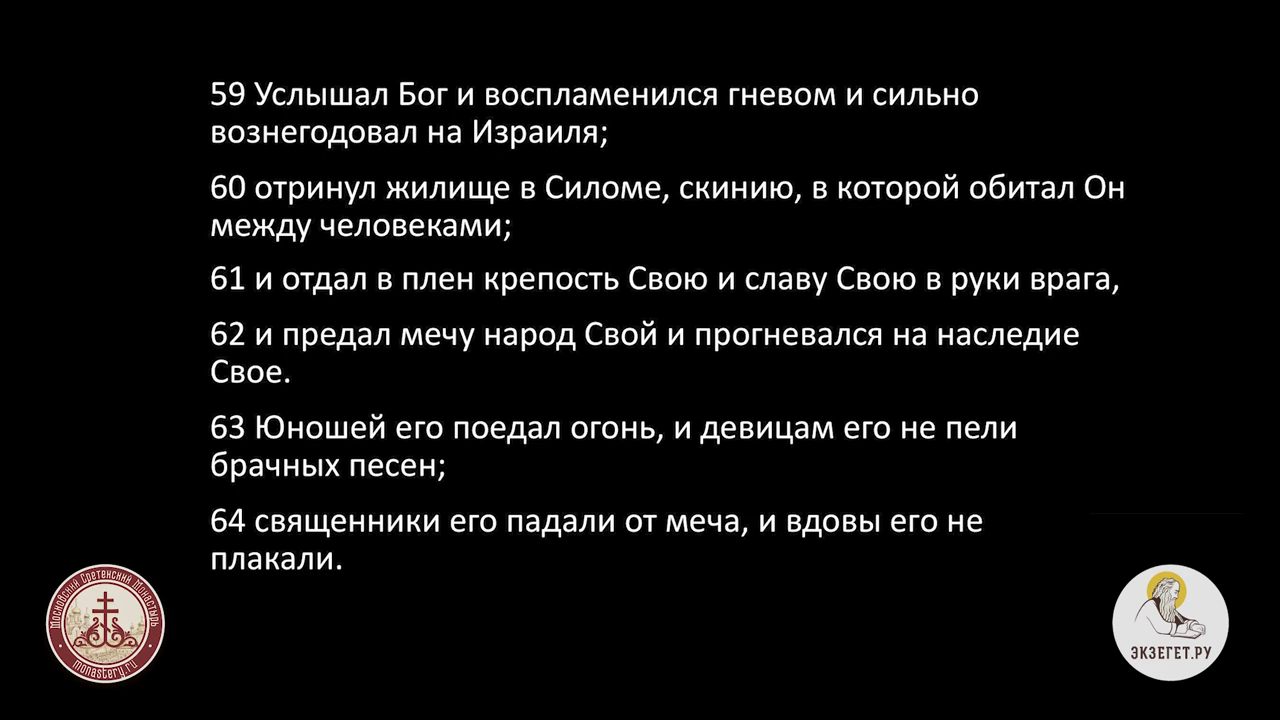 59 Услышал Бог и воспламенился гневом и сильно
вознегодовал на Израиля;
60 отринул жилище в Силоме, скинию, в которой обитал Он
между человеками;
61 и отдал в плен крепость Свою и славу Свою в руки врага,
62 и предал мечу народ Свой и прогневался на наследие
Свое.
63 Юношей его поедал огонь, и девицам его не пели
брачных песен;
64 священники его падали от меча, и вдовы его не
плакали.
Московский Сретенский Монастырь
monastery.ru
ЭКЗЕГЕТ.РУ